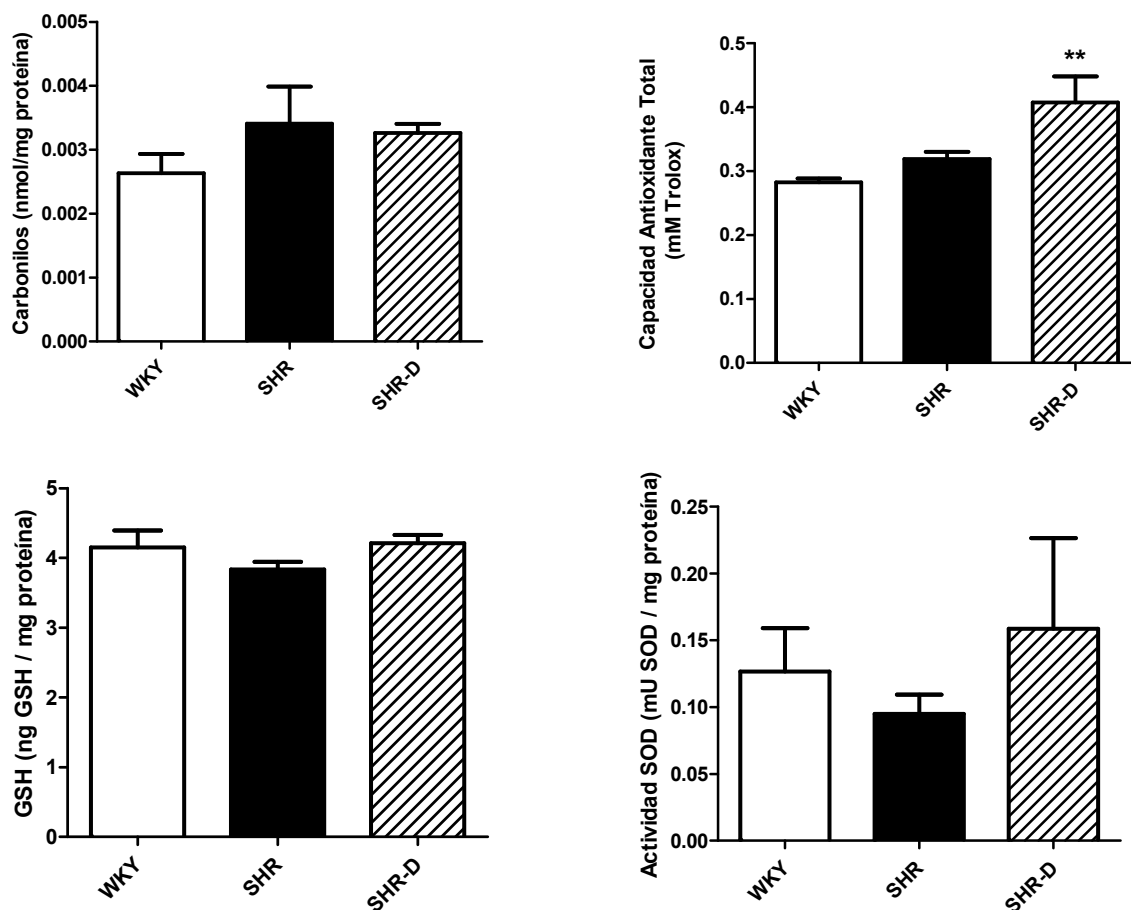 Carbonilos (nmol/mg proteína)
0.005
0.004
0.003
0.002
0.001
0.000
WKY
SHR
SHR-D
Capacidad Antioxidante Total
(mM Trolox)
0.5
0.4
0.3
0.2
0.1
0.0
**
WKY
SHR
SHR-D
GSH (ng GSH / mg proteína)
5
4
3
2
1
0
WKY
SHR
SHR-D
Actividad SOD (mU SOD / mg proteína)
0.25
0.20
0.15
0.10
0.05
0.00
WKY
SHR
SHR-D